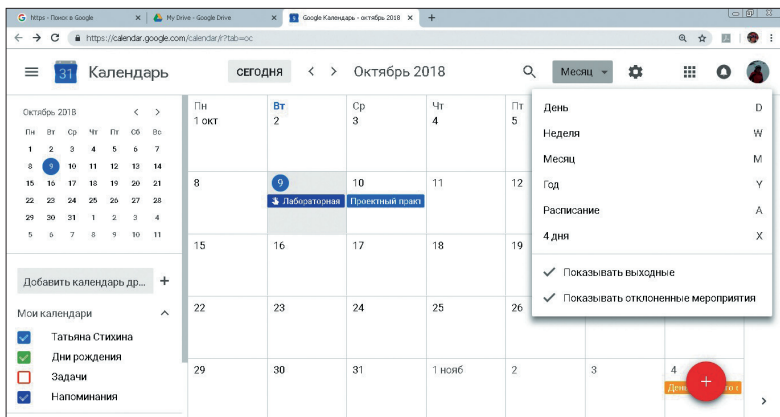 https - Поиск в Google
My Drive - Google Drive
Google Календарь - октябрь 2018
https://calendar.google.com/calendar/r?tab=oc
31 Календарь
СЕГОДНЯ
Октябрь 2018
Месяц
Октябрь 2018
Пн Вт Ср Чт Пт Сб Вс
1 2 3 4 5 6 7
8 9 10 11 12 13 14
15 16 17 18 19 20 21
22 23 24 25 26 27 28
29 30 31 1 2 3 4
5 6 7 8 9 10 11
Добавить календарь др...
Мои календари
Татьяна Стихина
Дни рождения
Задачи
Напоминания
Пн Вт Ср Чт Пт
1 окт 2 3 4 5
8 9 10 11 12
Лабораторная Проектный практ
15 16 17 18 19
22 23 24 25 26
29 30 31 1 нояб 2 3 4
День D
Неделя W
Месяц M
Год Y
Расписание A
4 дня X
Показывать выходные
Показывать отклоненные мероприятия